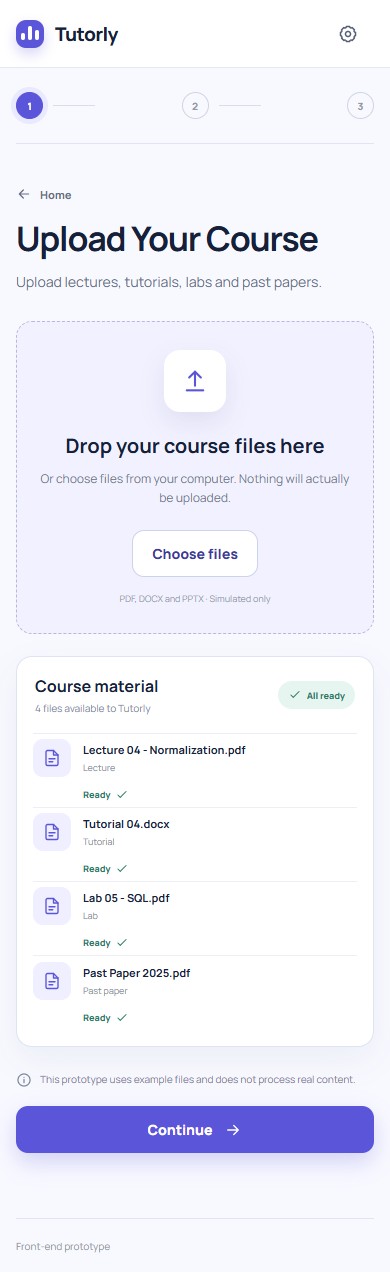 Tutorly
1 2 3
Home
Upload Your Course
Upload lectures, tutorials, labs and past papers.
Drop your course files here
Or choose files from your computer. Nothing will actually
be uploaded.
Choose files
PDF, DOCX and PPTX · Simulated only
Course material
4 files available to Tutorly
All ready
Lecture 04 - Normalization.pdf
Lecture
Ready
Tutorial 04.docx
Tutorial
Ready
Lab 05 - SQL.pdf
Lab
Ready
Past Paper 2025.pdf
Past paper
Ready
This prototype uses example files and does not process real content.
Continue
Front-end prototype